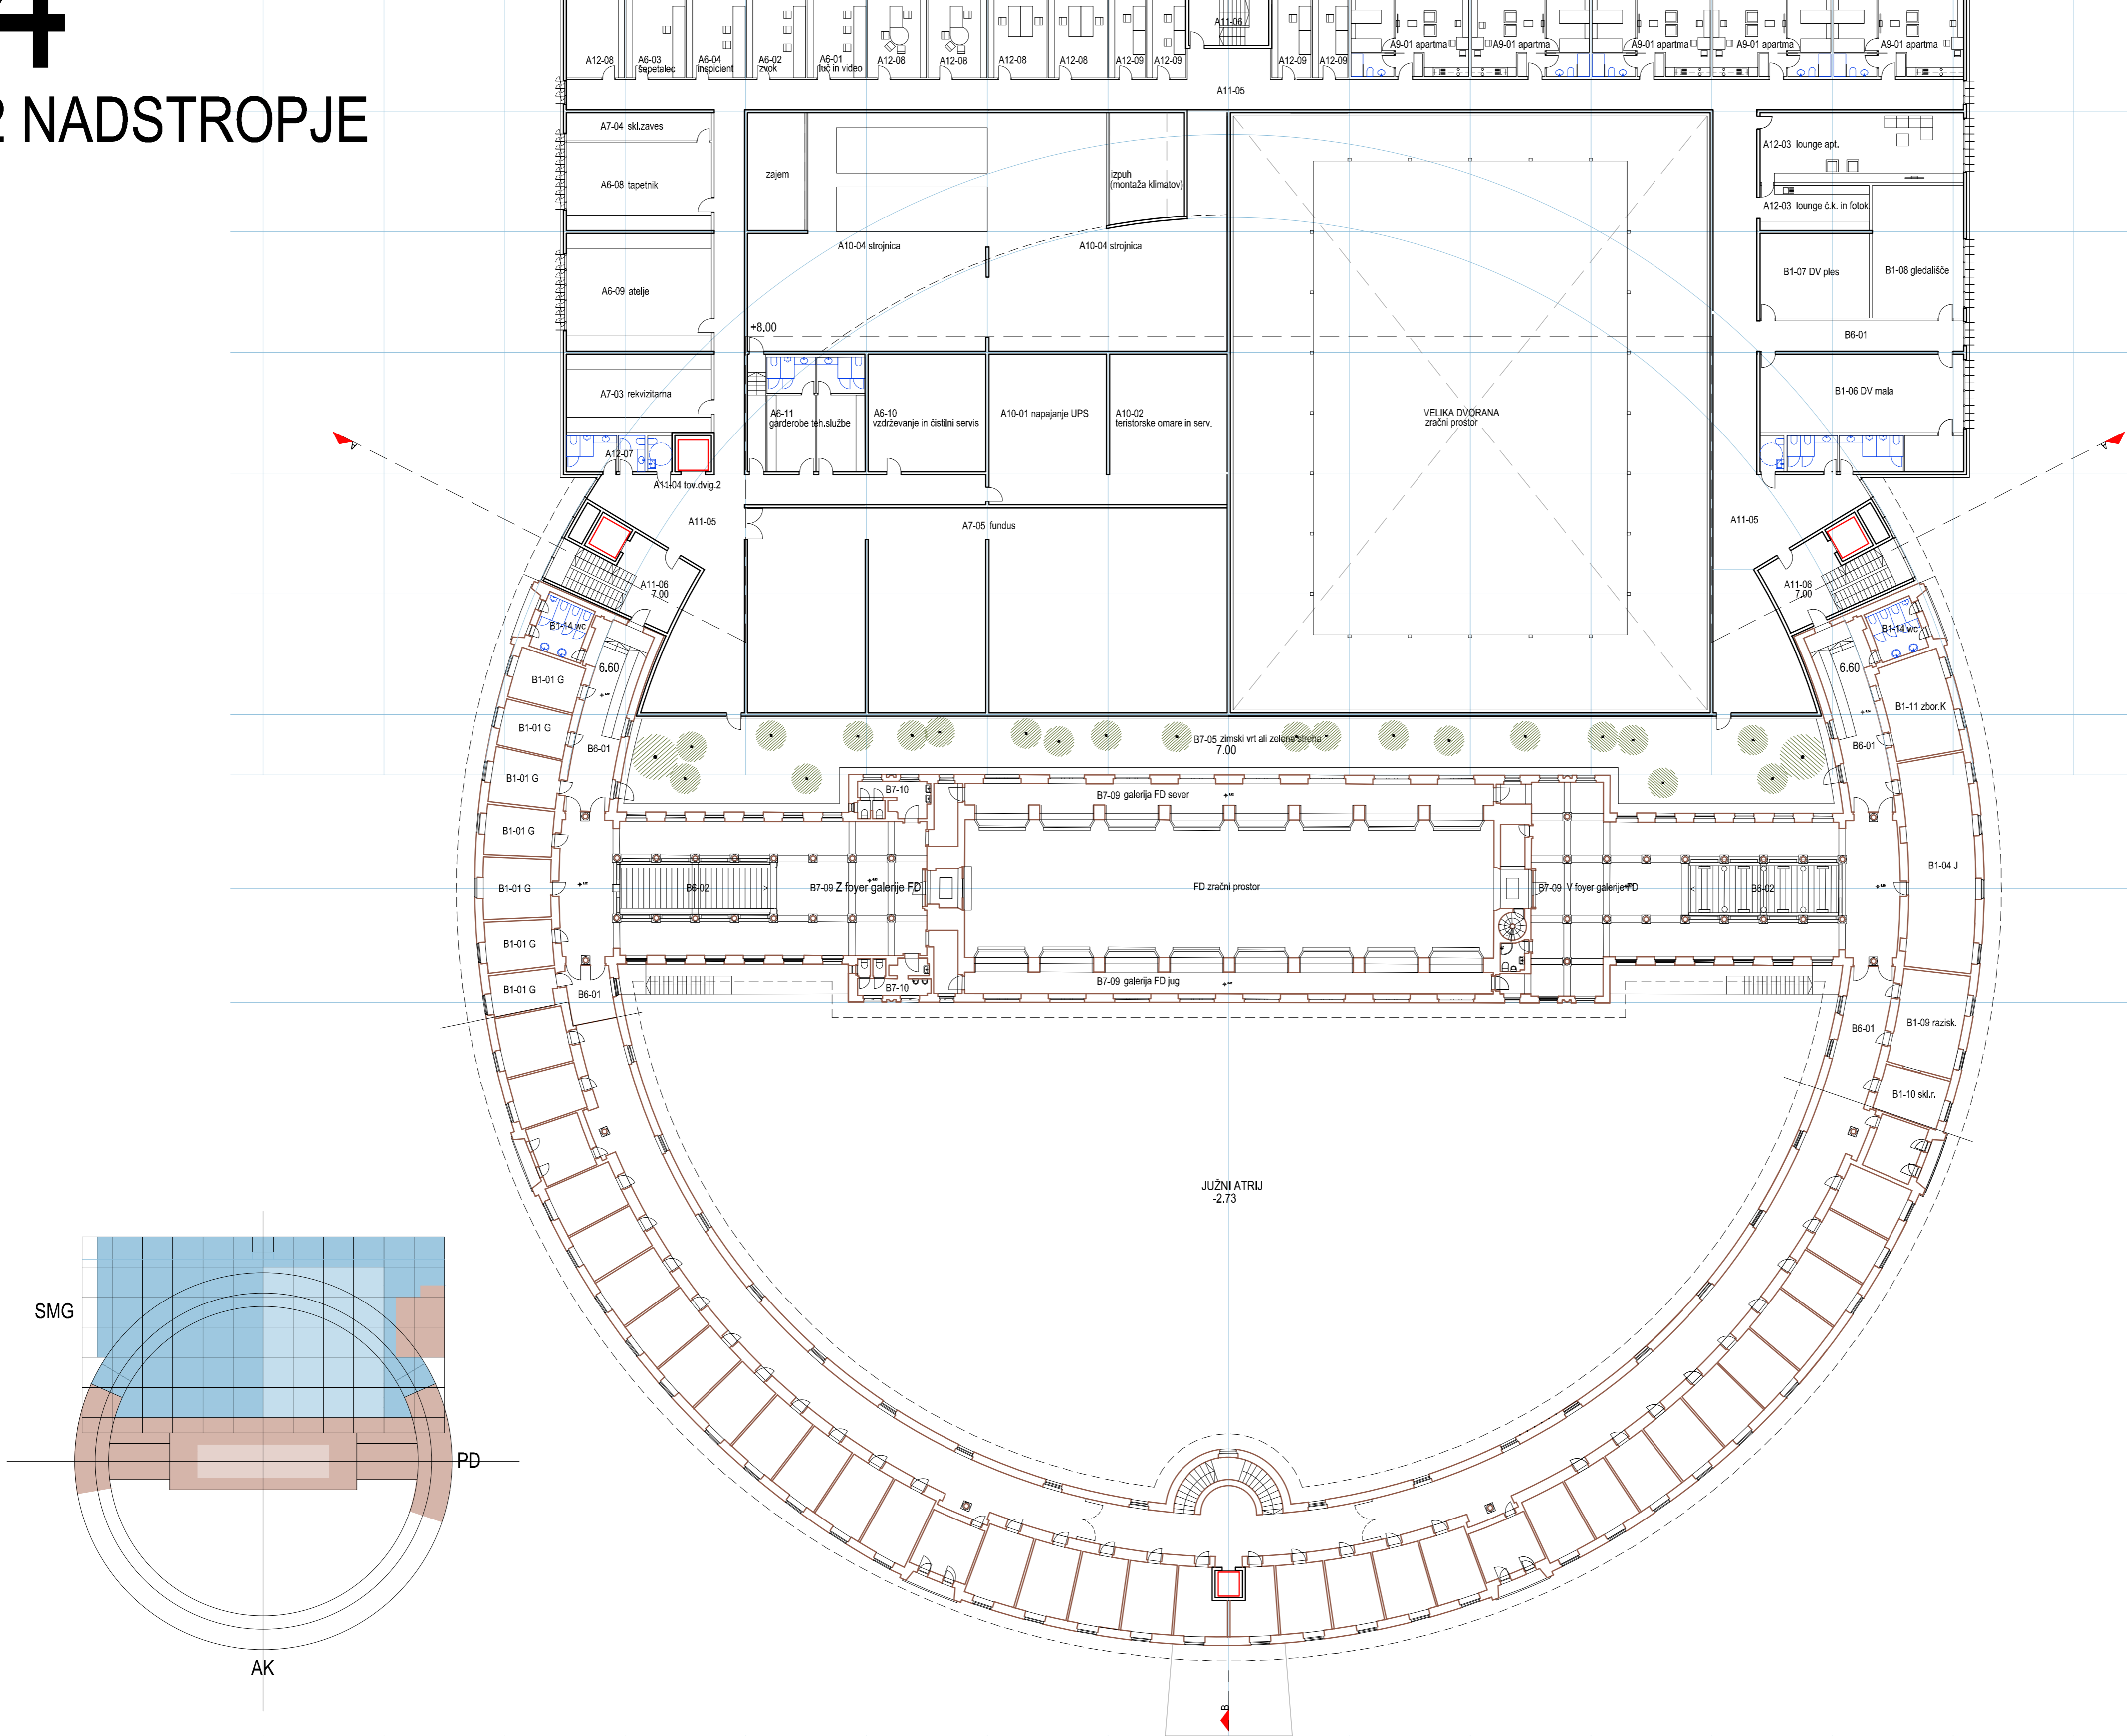 4
2 NADSTROPJE
A11-06
A12-08
A6-03
šepetalec
A6-04
inspicient
A6-02
zvok
A6-01
luč in video
A12-08
A12-08
A12-08
A12-08
A12-09
A12-09
A12-09
A12-09
A9-01 apartma
A9-01 apartma
A9-01 apartma
A9-01 apartma
A9-01 apartma
A11-05
A7-04 skl.zaves
A6-08 tapetnik
zajem
izpuh
(montaža klimatov)
A12-03 lounge apt.
A12-03 lounge č.k. in fotok.
A10-04 strojnica
A10-04 strojnica
B1-07 DV ples
B1-08 gledališče
A6-09 atelje
+8.00
B6-01
A7-03 rekvizitarna
A6-11
garderobe teh.službe
A6-10
vzdrževanje in čistilni servis
A10-01 napajanje UPS
A10-02
teristorske omare in serv.
VELIKA DVORANA
zračni prostor
B1-06 DV mala
A
A
A12-07
A11-04 tov.dvig.2
A11-05
A7-05 fundus
A11-05
A11-06
7.00
A11-06
7.00
B1-14 wc
B1-14 wc
6.60
6.60
B1-01 G
B1-11 zbor.K
B1-01 G
B6-01
B7-05 zimski vrt ali zelena streha
7.00
B6-01
B1-01 G
B7-10
B7-09 galerija FD sever
B1-01 G
B1-04 J
B1-01 G
B6-02
B7-09 Z foyer galerije FD
FD zračni prostor
B7-09 V foyer galerije FD
B6-02
B1-01 G
B1-01 G
B6-01
B7-10
B7-09 galerija FD jug
B6-01
B1-09 razisk.
B1-10 skl.r.
JUŽNI ATRIJ
-2.73
SMG
PD
AK
B